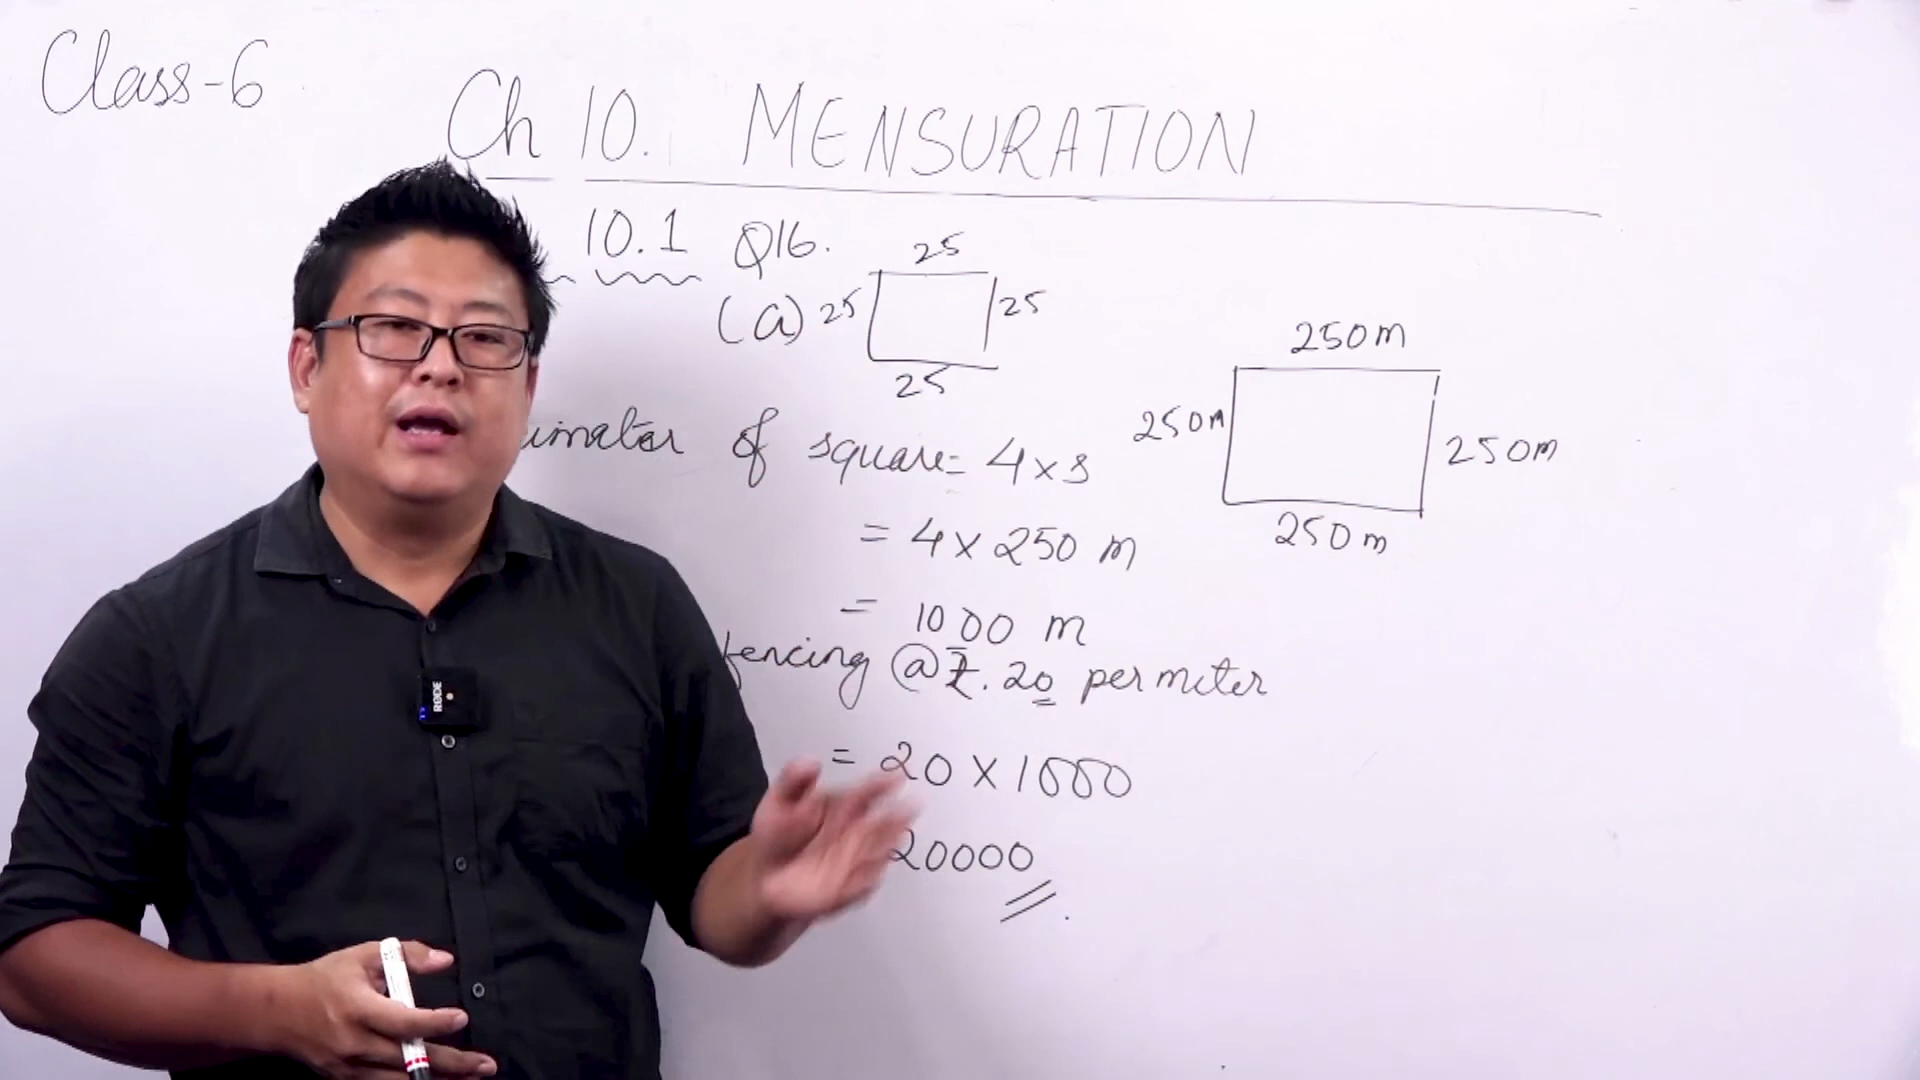 Class-6
Ch 10. MENSURATION
10.1 Q16.
25
(a) 25 25
25
250m
250m 250m
250m
of square = 4 x s
= 4 x 250 m
= 1000 m
fencing @ ₹. 20 per meter
= 20 x 1000
20000
RØDE